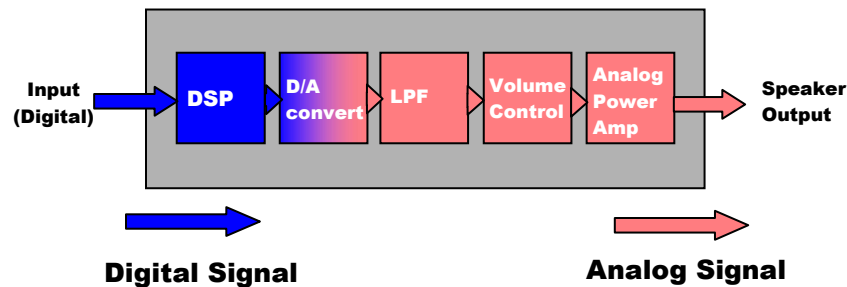 Input
(Digital)
DSP
D/A
convert
LPF
Volume
Control
Analog
Power
Amp
Speaker
Output
Digital Signal
Analog Signal